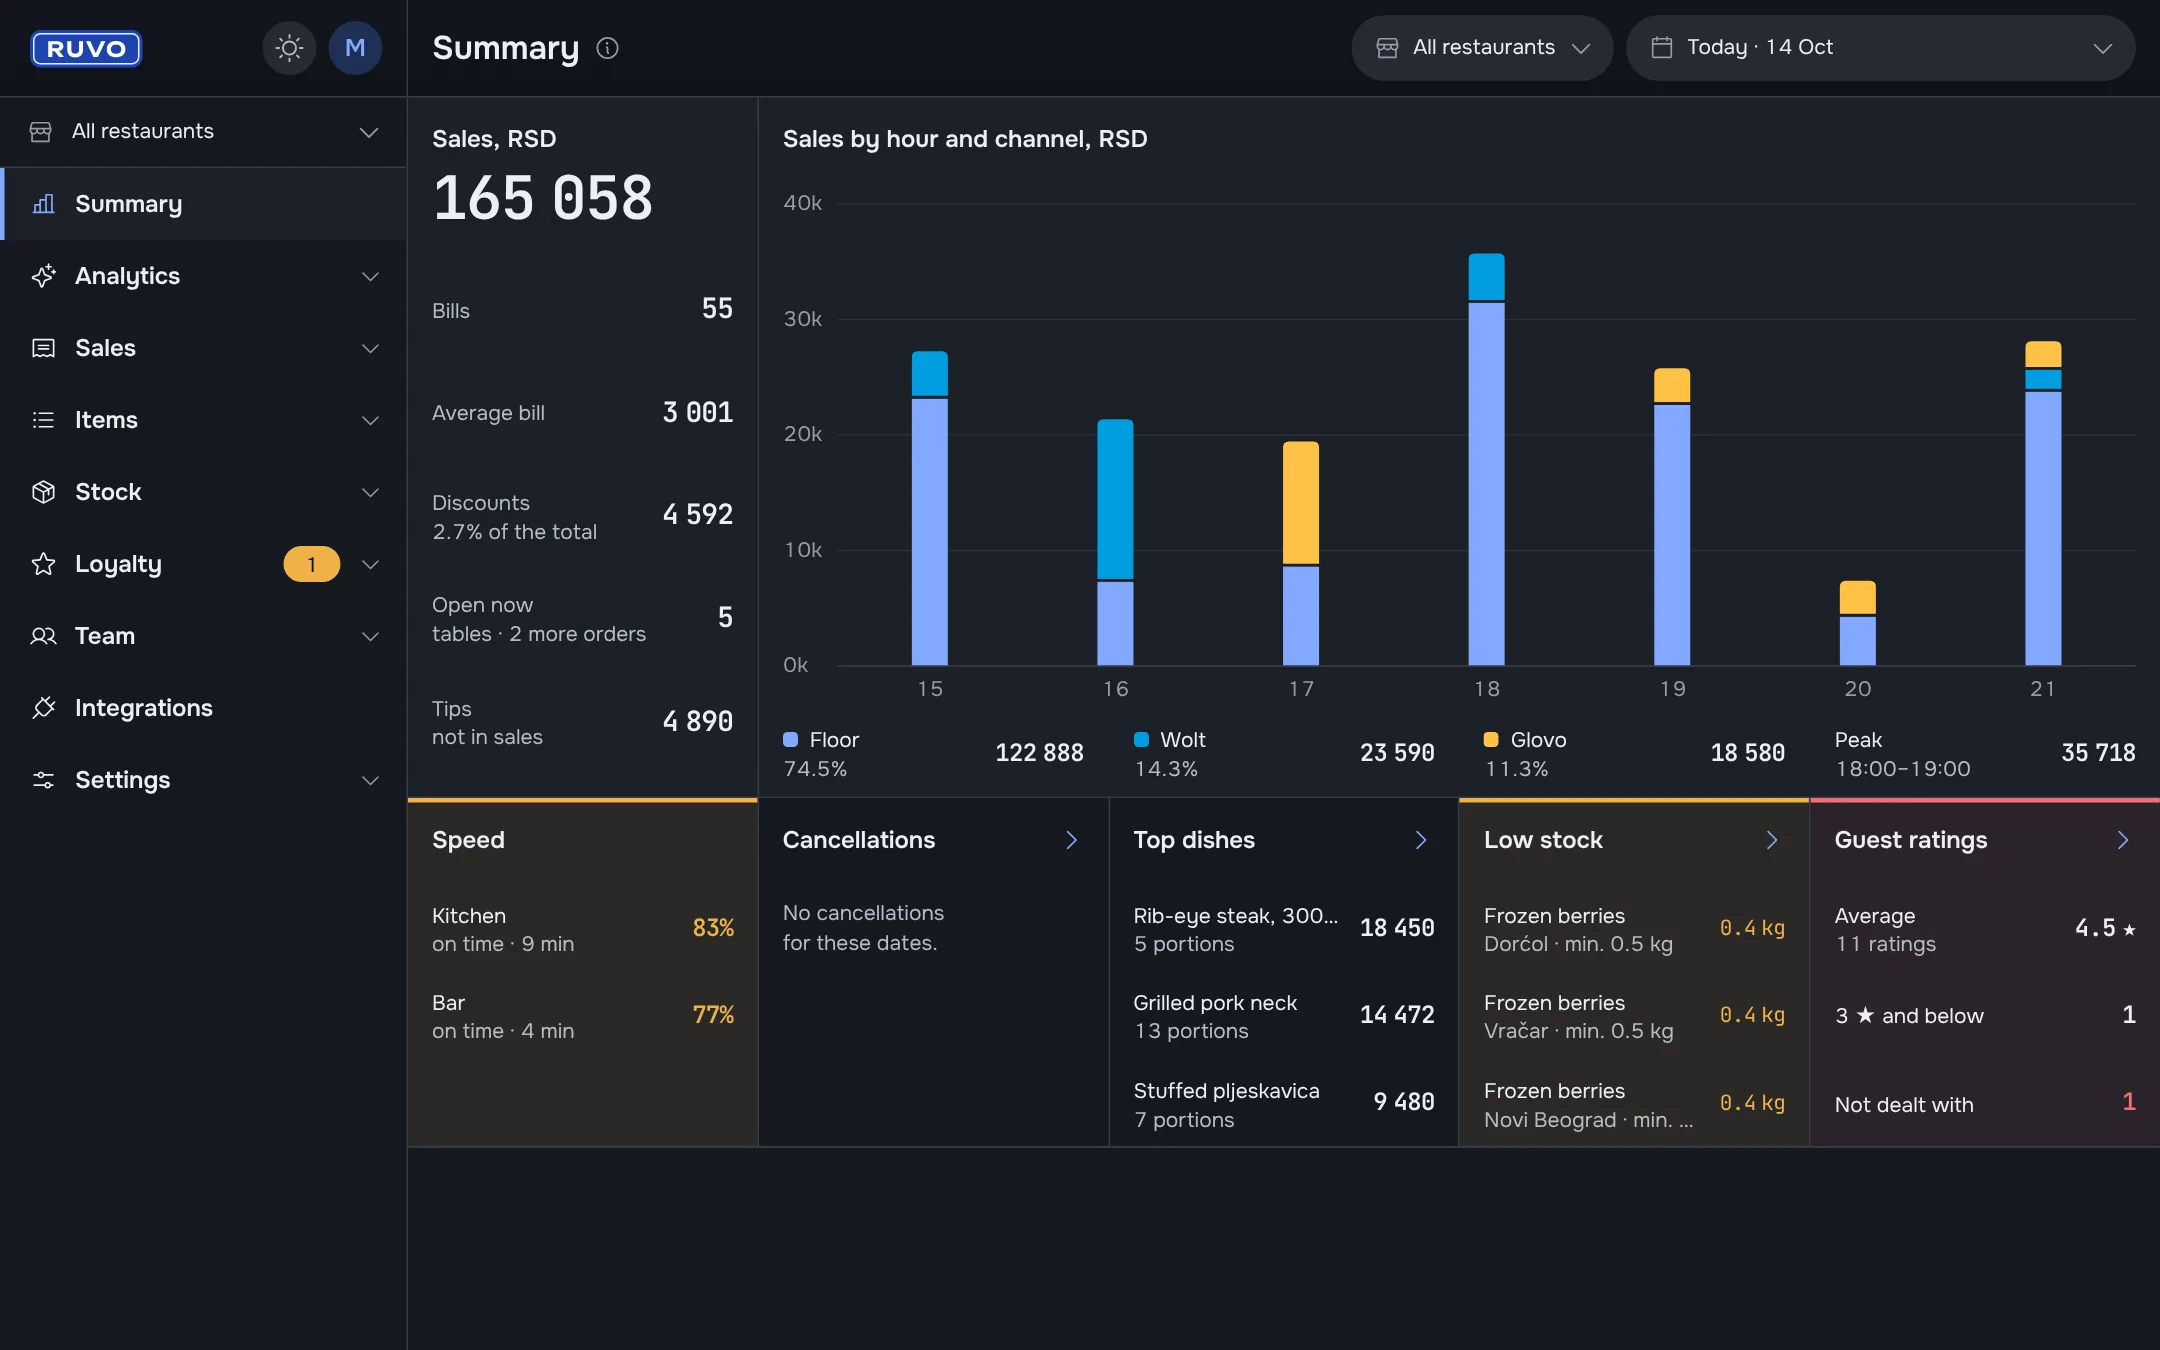 RUVO
M
Summary
All restaurants
Today · 14 Oct
All restaurants
Summary
Analytics
Sales
Items
Stock
Loyalty
1
Team
Integrations
Settings
Sales, RSD
165 058
Bills
55
Average bill
3 001
Discounts
2.7% of the total
4 592
Open now
tables · 2 more orders
5
Tips
not in sales
4 890
Sales by hour and channel, RSD
40k
30k
20k
10k
0k
15 16 17 18 19 20 21
Floor
74.5%
122 888
Wolt
14.3%
23 590
Glovo
11.3%
18 580
Peak
18:00–19:00
35 718
Speed
Kitchen
on time · 9 min
83%
Bar
on time · 4 min
77%
Cancellations
No cancellations
for these dates.
Top dishes
Rib-eye steak, 300...
5 portions
18 450
Grilled pork neck
13 portions
14 472
Stuffed pljeskavica
7 portions
9 480
Low stock
Frozen berries
Dorćol · min. 0.5 kg
0.4 kg
Frozen berries
Vračar · min. 0.5 kg
0.4 kg
Frozen berries
Novi Beograd · min. ...
0.4 kg
Guest ratings
Average
11 ratings
4.5 ★
3 ★ and below
1
Not dealt with
1